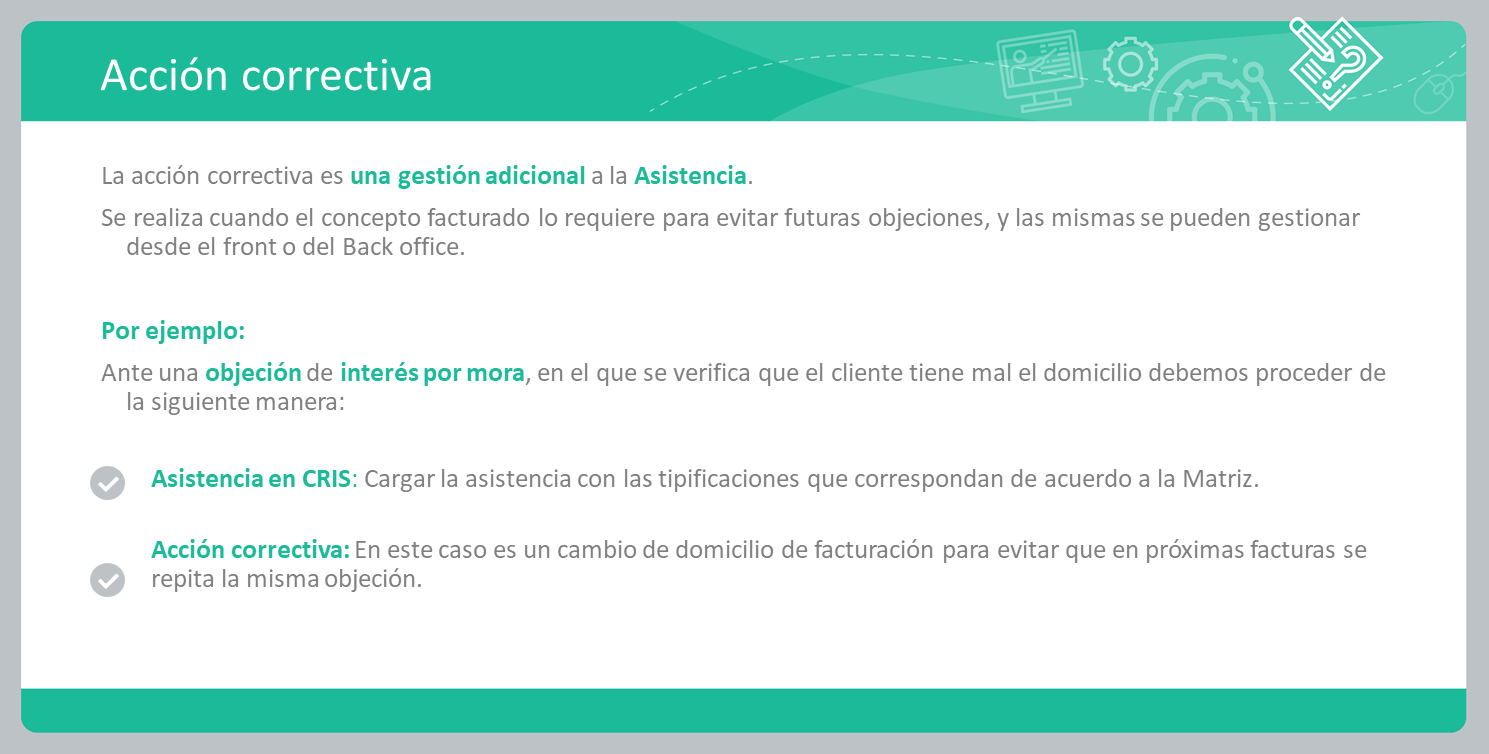 Acción correctiva
La acción correctiva es una gestión adicional a la Asistencia.
Se realiza cuando el concepto facturado lo requiere para evitar futuras objeciones, y las mismas se pueden gestionar
desde el front o del Back office.
Por ejemplo:
Ante una objeción de interés por mora, en el que se verifica que el cliente tiene mal el domicilio debemos proceder de
la siguiente manera:
Asistencia en CRIS: Cargar la asistencia con las tipificaciones que correspondan de acuerdo a la Matriz.
Acción correctiva: En este caso es un cambio de domicilio de facturación para evitar que en próximas facturas se
repita la misma objeción.